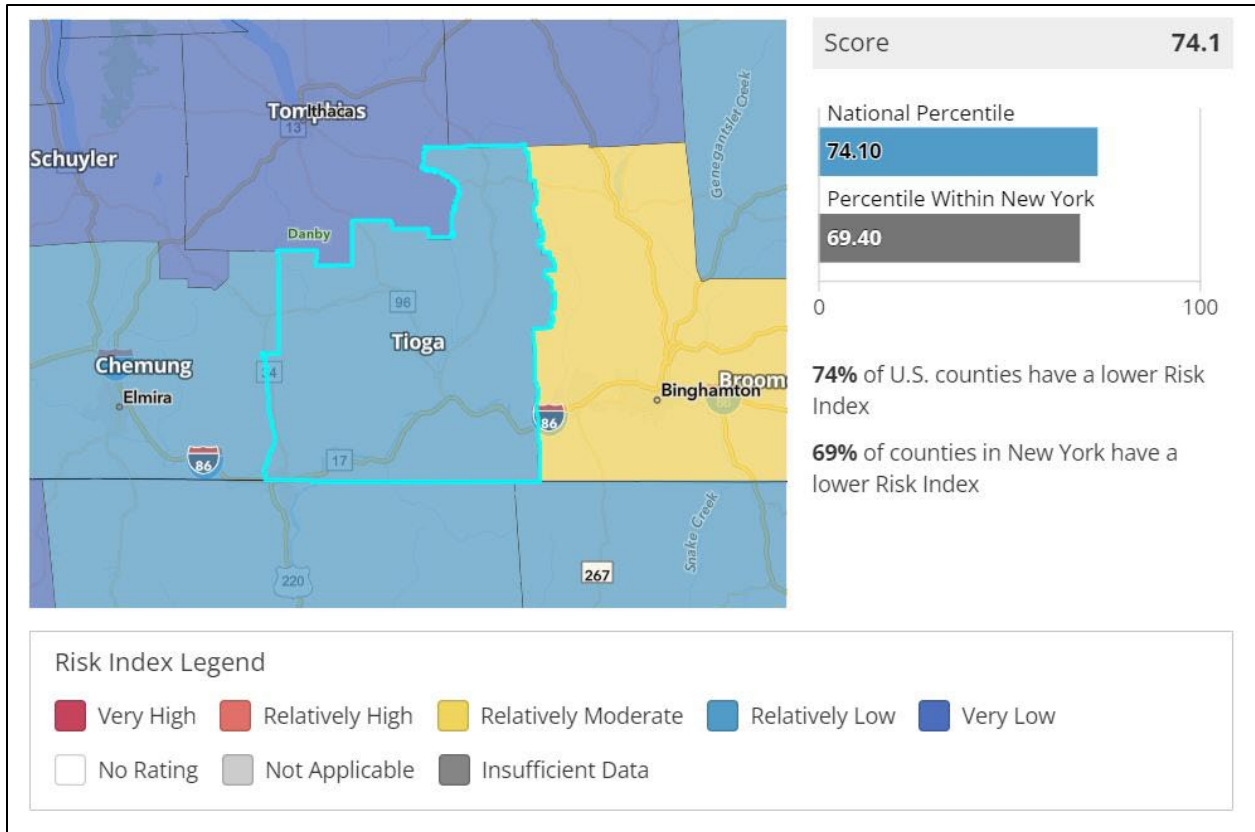 Tompkins
Ithaca
13
Schuyler
Genegantslet Creek
Danby
96
Tioga
Chemung
34
Elmira
Broom
Binghamton
86
88
86
17
Snake Creek
267
220
Score 74.1
National Percentile
74.10
Percentile Within New York
69.40
0 100
74% of U.S. counties have a lower Risk
Index
69% of counties in New York have a
lower Risk Index
Risk Index Legend
Very High Relatively High Relatively Moderate Relatively Low Very Low
No Rating Not Applicable Insufficient Data